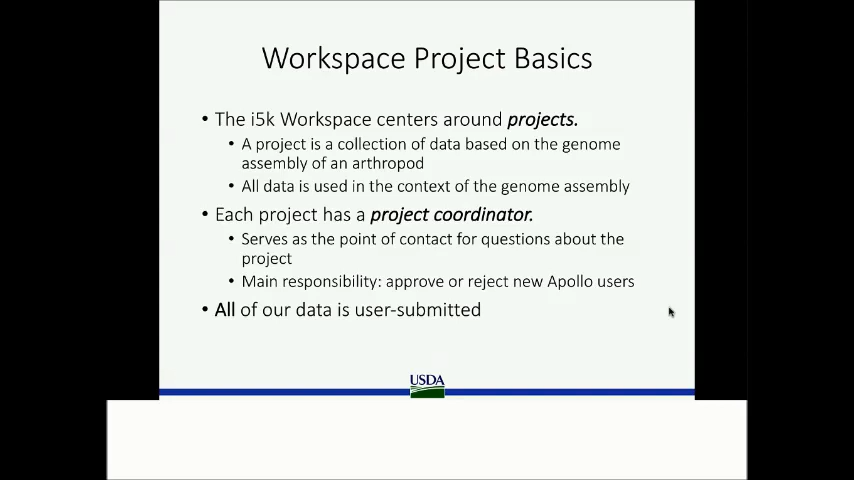 Workspace Project Basics
• The i5k Workspace centers around projects.
• A project is a collection of data based on the genome
assembly of an arthropod
• All data is used in the context of the genome assembly
• Each project has a project coordinator.
• Serves as the point of contact for questions about the
project
• Main responsibility: approve or reject new Apollo users
• All of our data is user-submitted
USDA